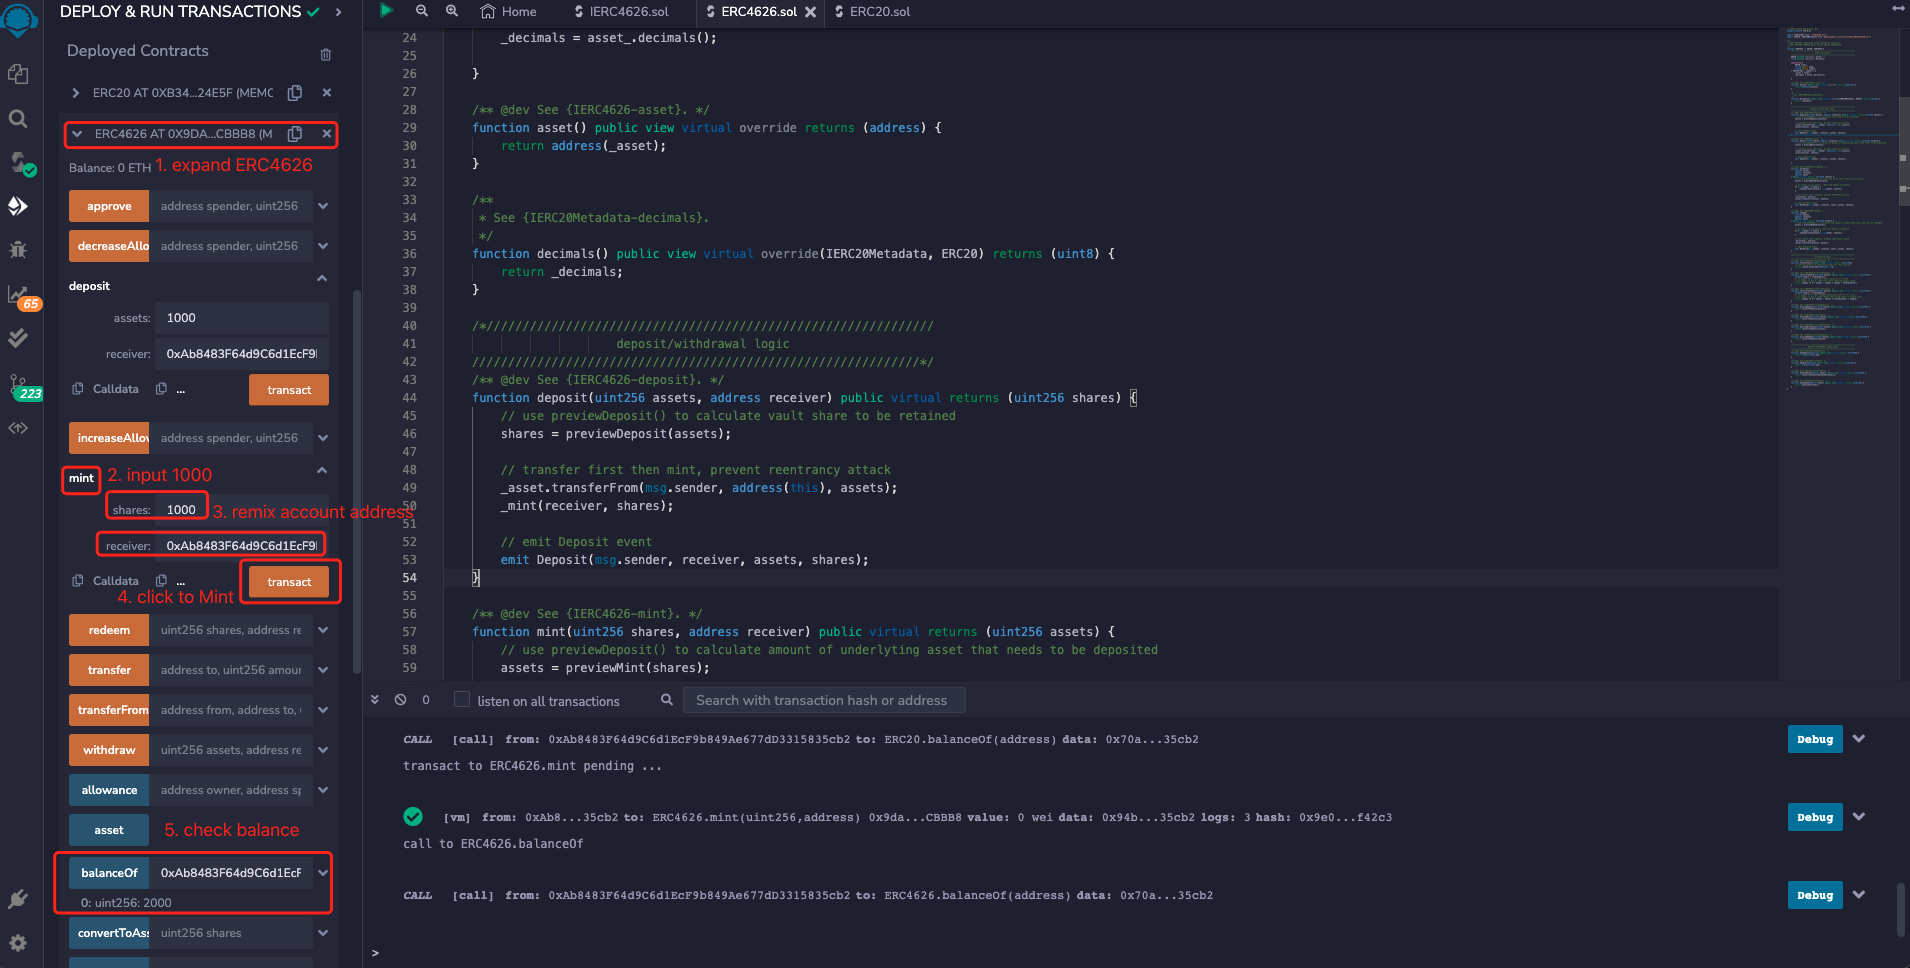 DEPLOY & RUN TRANSACTIONS
Deployed Contracts
ERC20 AT 0XB34...24E5F (MEMC
ERC4626 AT 0X9DA...CBBB8 (M
Balance: 0 ETH
1. expand ERC4626
approve address spender, uint256
decreaseAllo address spender, uint256
deposit
assets: 1000
receiver: 0xAb8483F64d9C6d1EcF9
Calldata ...
transact
increaseAllov address spender, uint256
mint
2. input 1000
shares: 1000
3. remix account address
receiver: 0xAb8483F64d9C6d1EcF9
Calldata ...
transact
4. click to Mint
redeem uint256 shares, address re
transfer address to, uint256 amour
transferFrom address from, address to,
withdraw uint256 assets, address re
allowance address owner, address sp
asset
5. check balance
balanceOf 0xAb8483F64d9C6d1EcF
0: uint256: 2000
convertToAss uint256 shares
65
223
Home
IERC4626.sol
ERC4626.sol
ERC20.sol
24 _decimals = asset_.decimals();
25
26 }
27
28 /** @dev See {IERC4626-asset}. */
29 function asset() public view virtual override returns (address) {
30 return address(_asset);
31 }
32
33 /**
34 * See {IERC20Metadata-decimals}.
35 */
36 function decimals() public view virtual override(IERC20Metadata, ERC20) returns (uint8) {
37 return _decimals;
38 }
39
40 /*//////////////////////////////////////////////////////////////
41 deposit/withdrawal logic
42 //////////////////////////////////////////////////////////////*/
43 /** @dev See {IERC4626-deposit}. */
44 function deposit(uint256 assets, address receiver) public virtual returns (uint256 shares) {
45 // use previewDeposit() to calculate vault share to be retained
46 shares = previewDeposit(assets);
47
48 // transfer first then mint, prevent reentrancy attack
49 _asset.transferFrom(msg.sender, address(this), assets);
50 _mint(receiver, shares);
51
52 // emit Deposit event
53 emit Deposit(msg.sender, receiver, assets, shares);
54 }
55
56 /** @dev See {IERC4626-mint}. */
57 function mint(uint256 shares, address receiver) public virtual returns (uint256 assets) {
58 // use previewDeposit() to calculate amount of underlyting asset that needs to be deposited
59 assets = previewMint(shares);
0
listen on all transactions
Search with transaction hash or address
CALL [call] from: 0xAb8483F64d9C6d1EcF9b849Ae677dD3315835cb2 to: ERC20.balanceOf(address) data: 0x70a...35cb2
Debug
transact to ERC4626.mint pending ...
[vm] from: 0xAb8...35cb2 to: ERC4626.mint(uint256,address) 0x9da...CBBB8 value: 0 wei data: 0x94b...35cb2 logs: 3 hash: 0x9e0...f42c3
Debug
call to ERC4626.balanceOf
CALL [call] from: 0xAb8483F64d9C6d1EcF9b849Ae677dD3315835cb2 to: ERC4626.balanceOf(address) data: 0x70a...35cb2
Debug
>